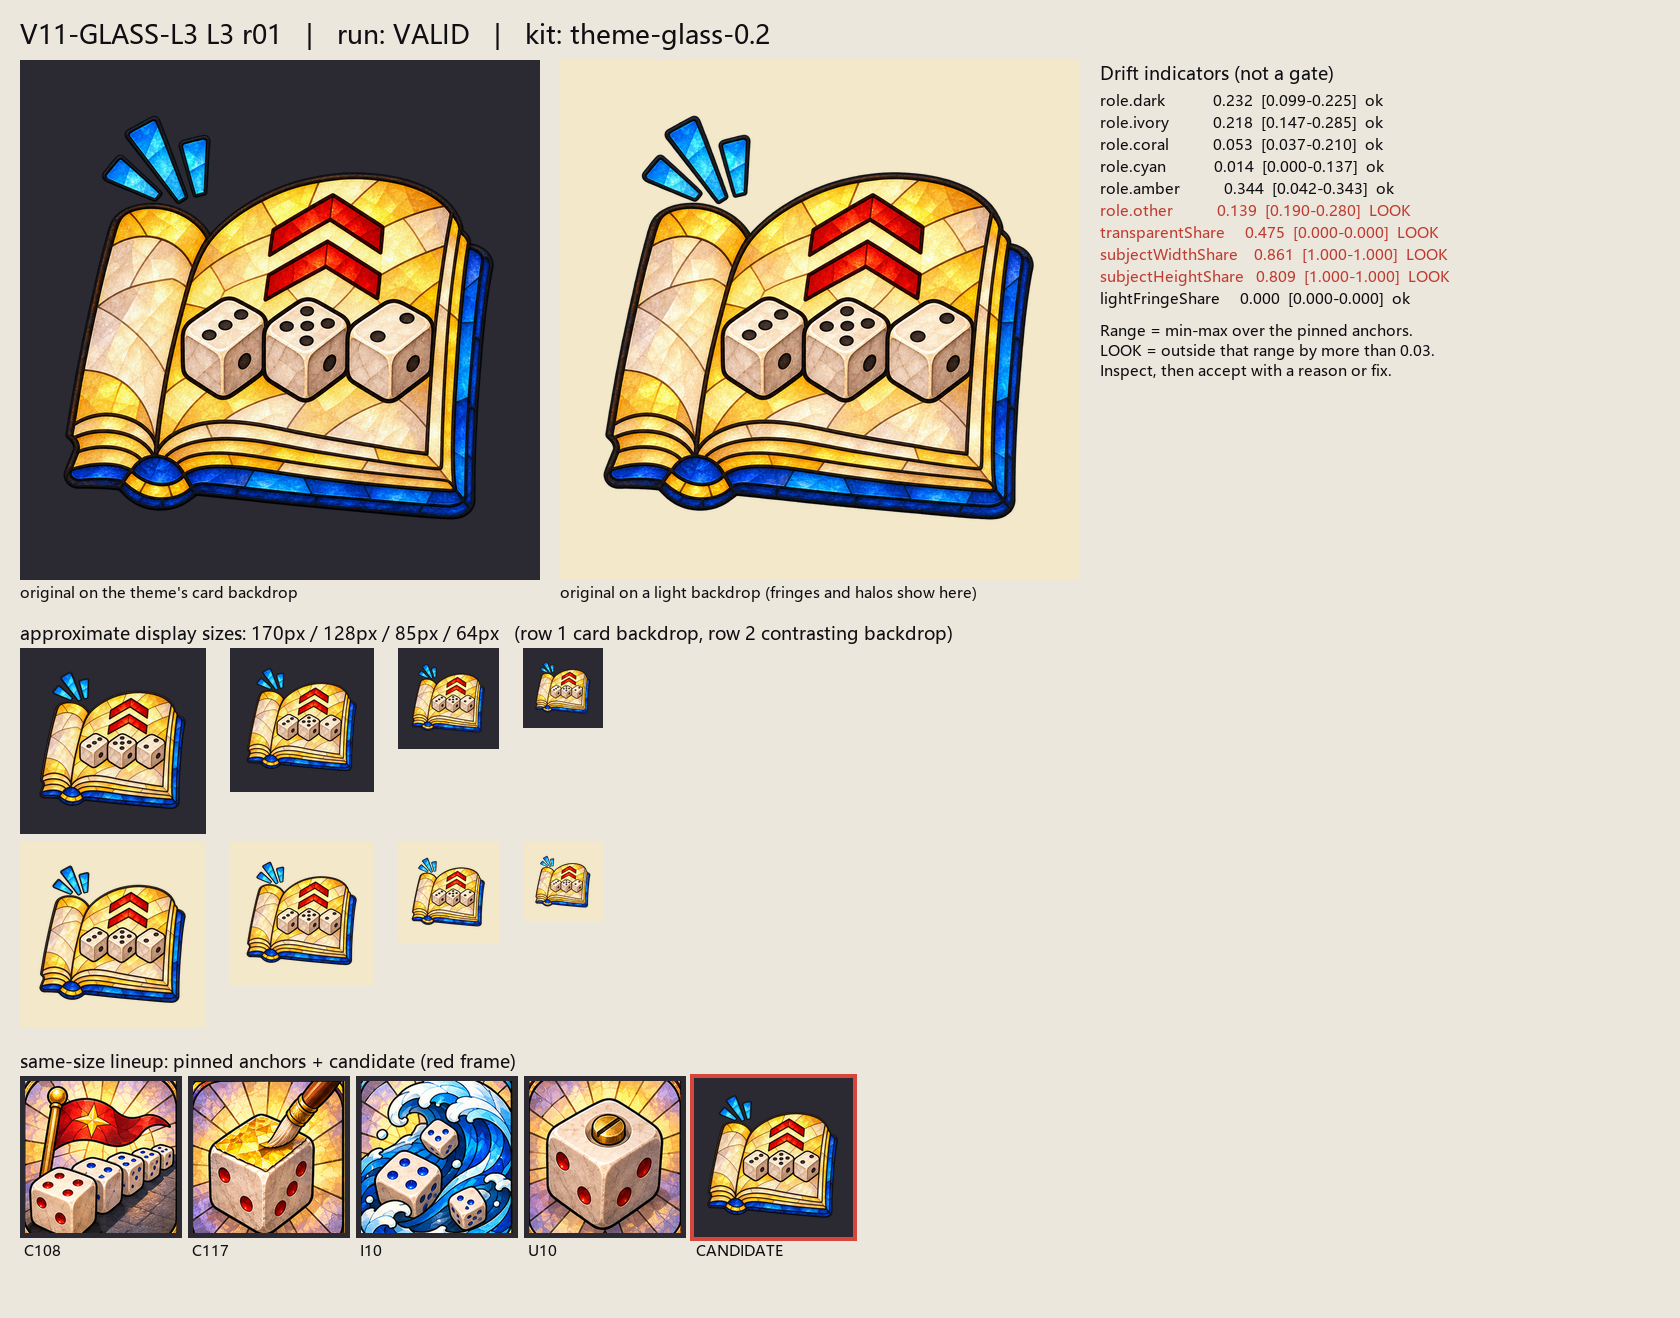 V11-GLASS-L3 L3 r01 | run: VALID | kit: theme-glass-0.2
Drift indicators (not a gate)
role.dark 0.232 [0.099-0.225] ok
role.ivory 0.218 [0.147-0.285] ok
role.coral 0.053 [0.037-0.210] ok
role.cyan 0.014 [0.000-0.137] ok
role.amber 0.344 [0.042-0.343] ok
role.other 0.139 [0.190-0.280] LOOK
transparentShare 0.475 [0.000-0.000] LOOK
subjectWidthShare 0.861 [1.000-1.000] LOOK
subjectHeightShare 0.809 [1.000-1.000] LOOK
lightFringeShare 0.000 [0.000-0.000] ok
Range = min-max over the pinned anchors.
LOOK = outside that range by more than 0.03.
Inspect, then accept with a reason or fix.
original on the theme's card backdrop
original on a light backdrop (fringes and halos show here)
approximate display sizes: 170px / 128px / 85px / 64px (row 1 card backdrop, row 2 contrasting backdrop)
same-size lineup: pinned anchors + candidate (red frame)
C108
C117
I10
U10
CANDIDATE